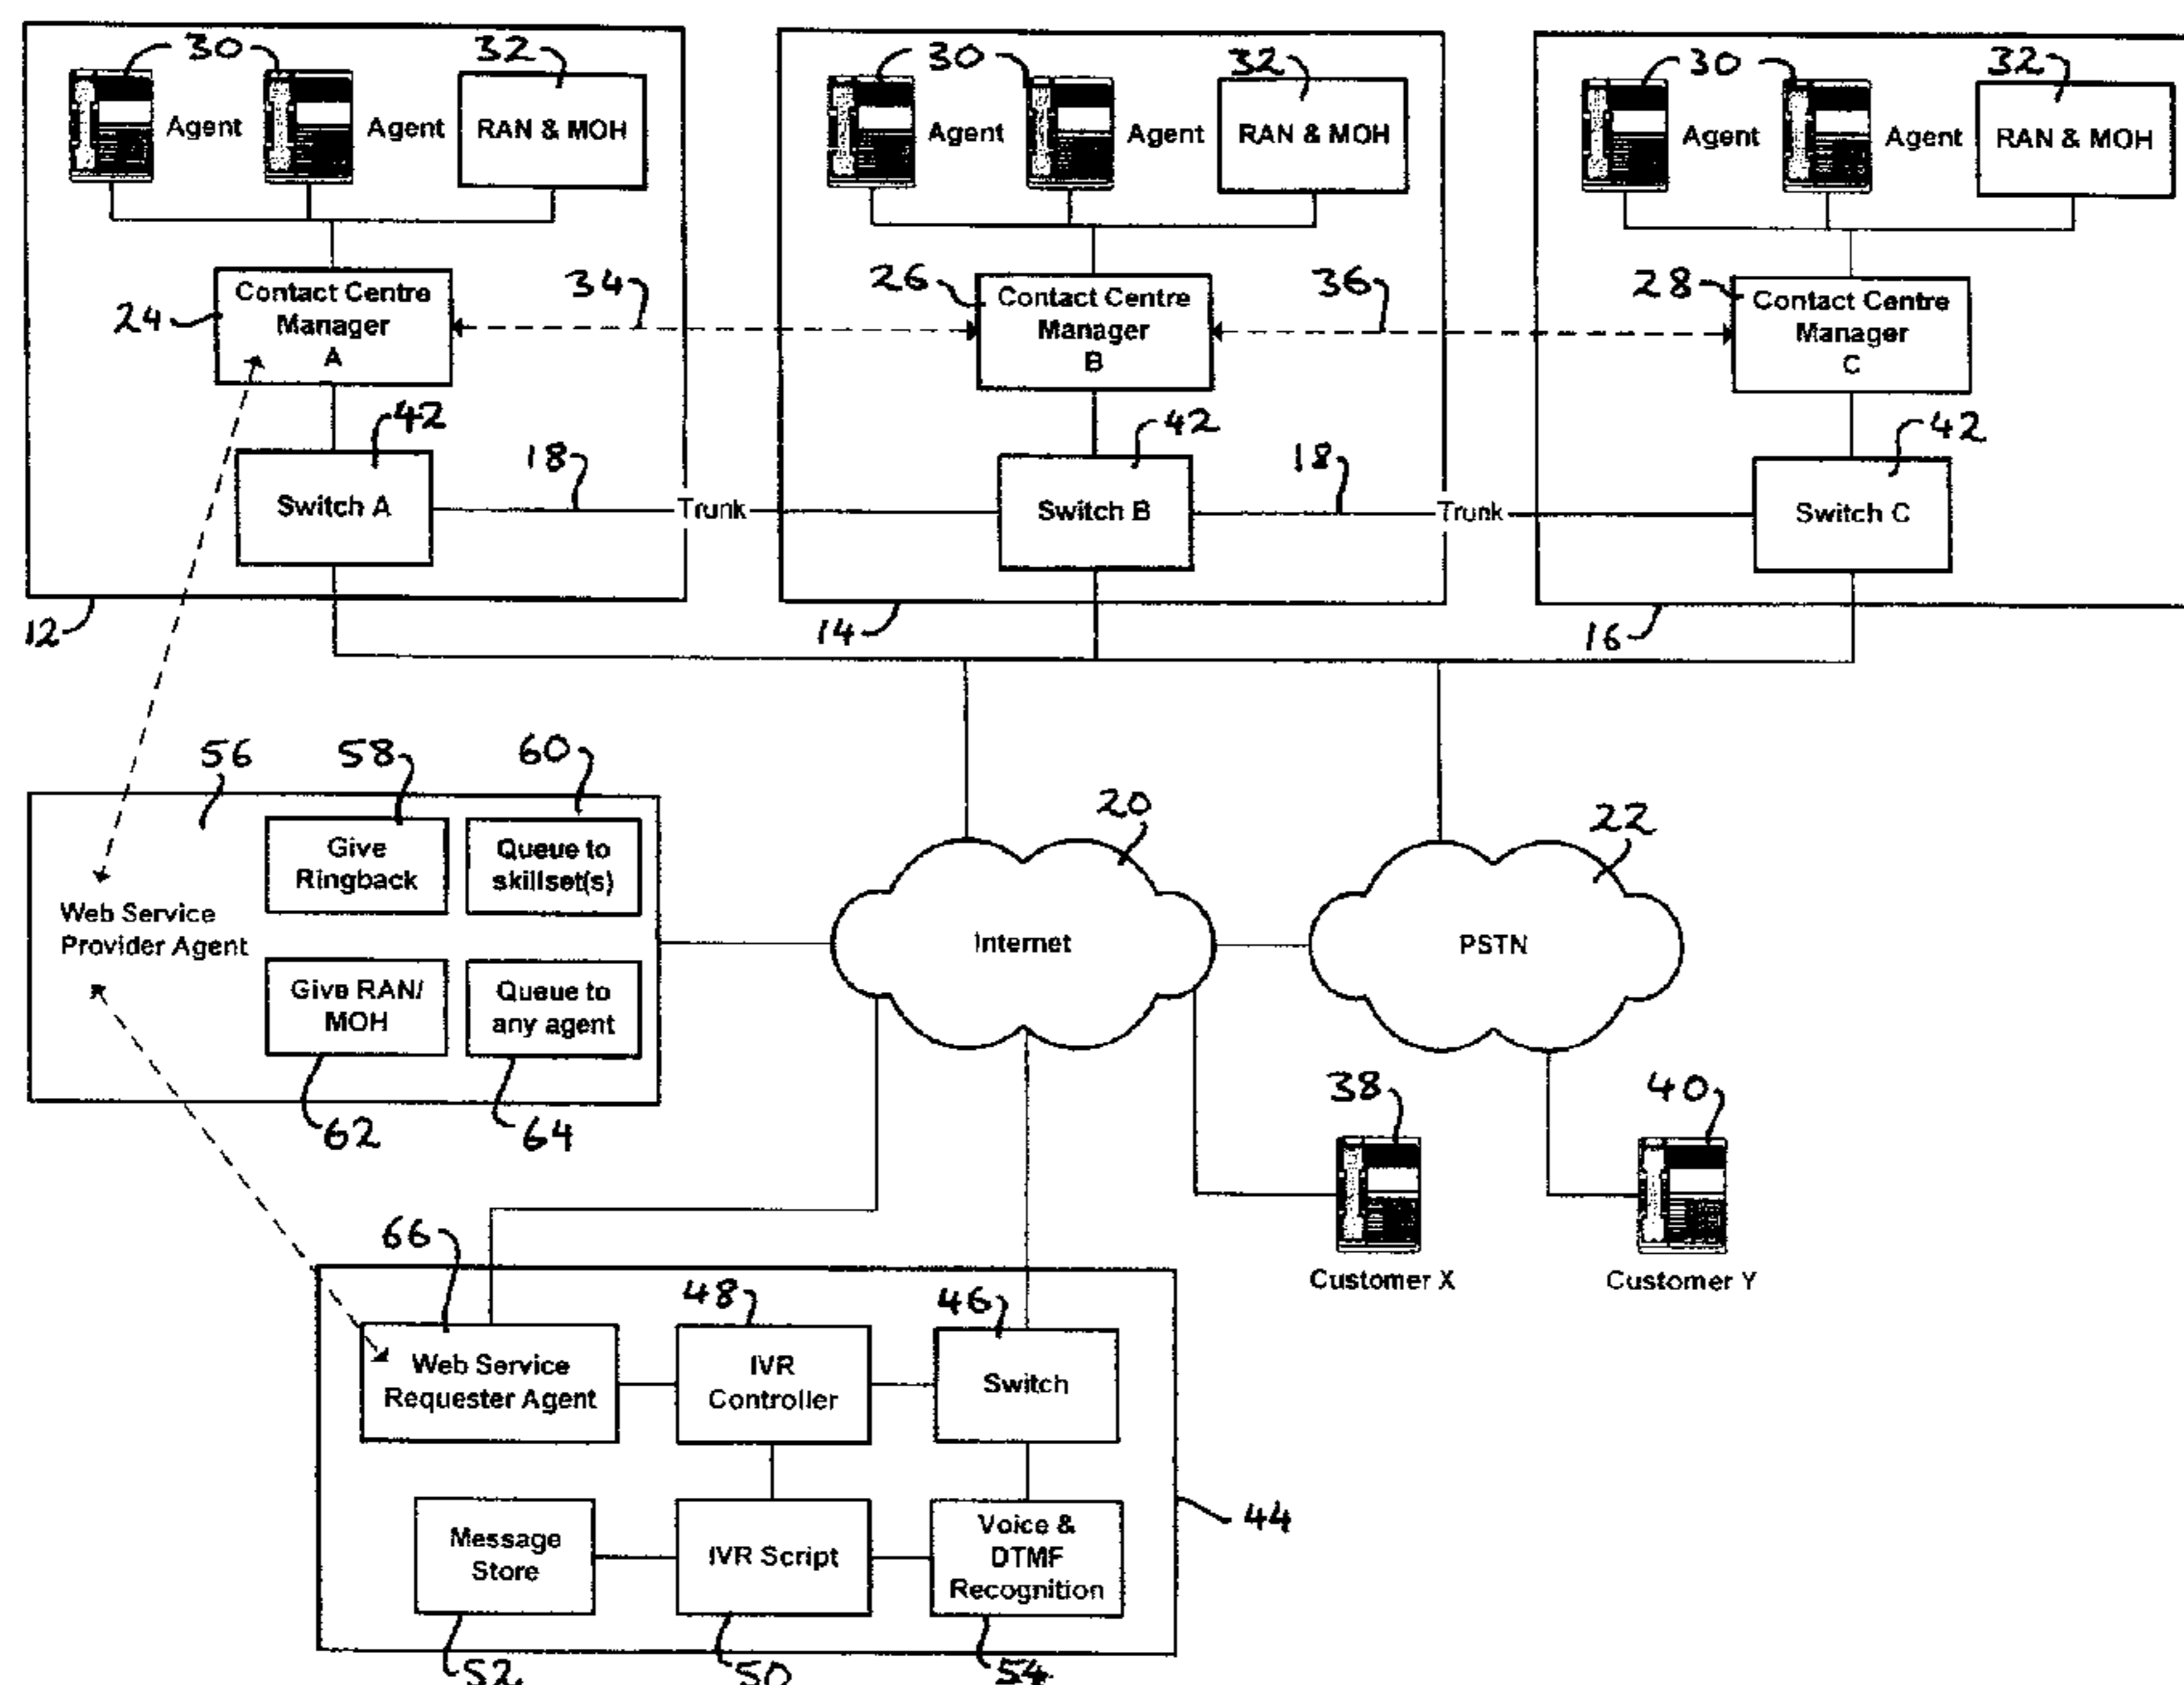 30
32
30
32
30
32
Agent
Agent
RAN & MOH
Agent
Agent
RAN & MOH
Agent
Agent
RAN & MOH
24
Contact Centre
Manager
A
34
26
Contact Centre
Manager
B
36
28
Contact Centre
Manager
C
42
42
42
Switch A
18
Trunk
Switch B
18
Trunk
Switch C
12
14
16
56
58
60
20
22
Give
Ringback
Queue to
skillset(s)
Web Service
Provider Agent
Internet
PSTN
Give RAN/
MOH
Queue to
any agent
62
64
38
40
Customer X
Customer Y
66
48
46
Web Service
Requester Agent
IVR
Controller
Switch
44
Message
Store
IVR Script
Voice &
DTMF
Recognition
52
50
54